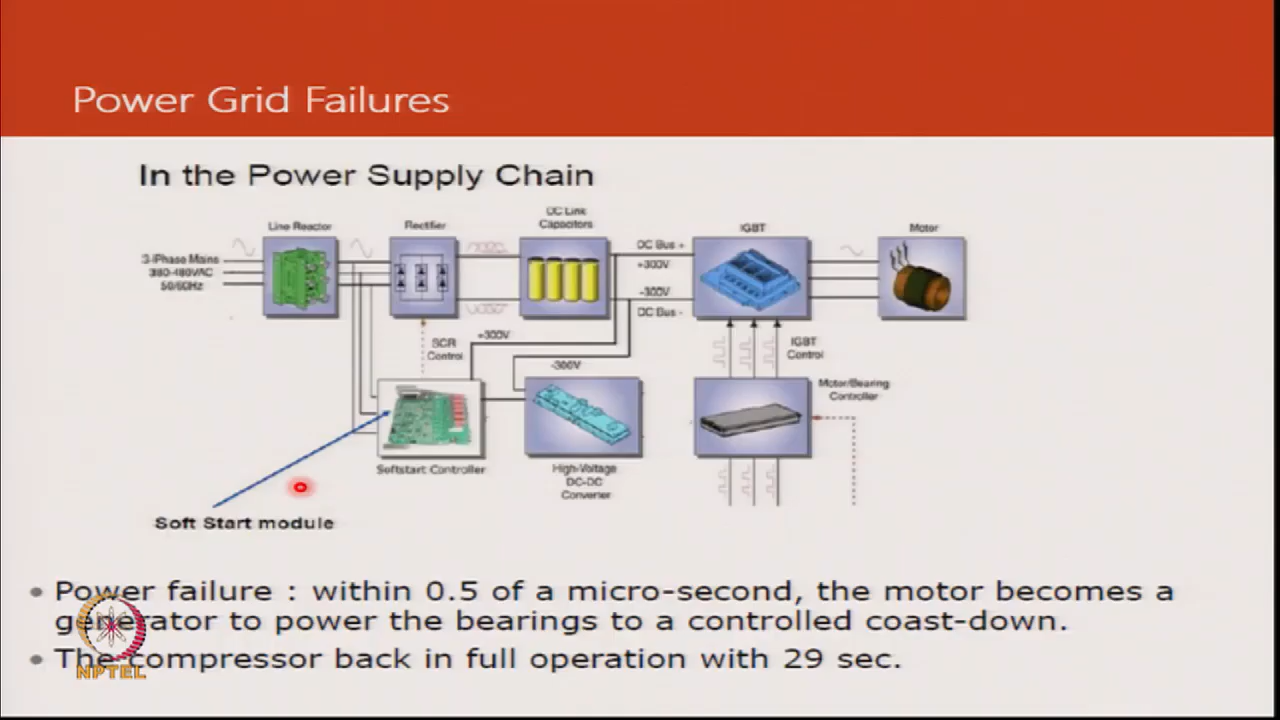 Power Grid Failures
In the Power Supply Chain
Line Reactor
Rectifier
DC Link
Capacitors
IGBT
Motor
3-Phase Mains
380-480VAC
50/60Hz
DC Bus +
+300V
-300V
DC Bus -
+300V
SCR
Control
-300V
IGBT
Control
Motor/Bearing
Controller
Softstart Controller
High-Voltage
DC-DC
Converter
Soft Start module
• Power failure : within 0.5 of a micro-second, the motor becomes a
generator to power the bearings to a controlled coast-down.
• The compressor back in full operation with 29 sec.
NPTEL